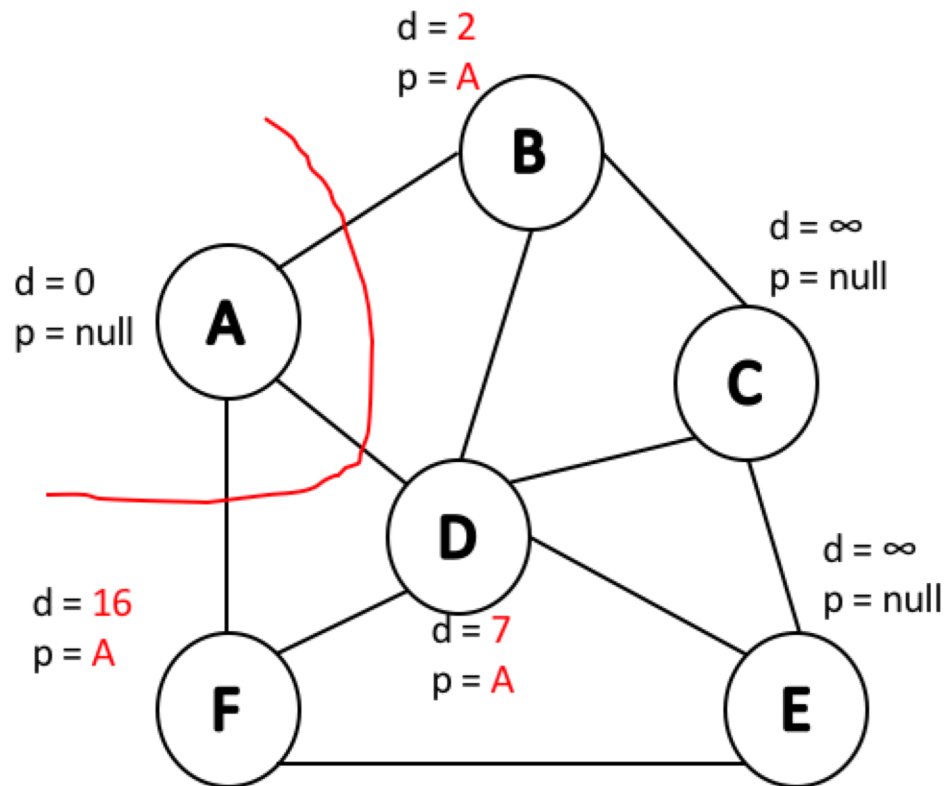 d = 2
p = A
B
d = ∞
p = null
d = 0
p = null
A
C
D
d = ∞
p = null
d = 16
p = A
d = 7
p = A
F
E